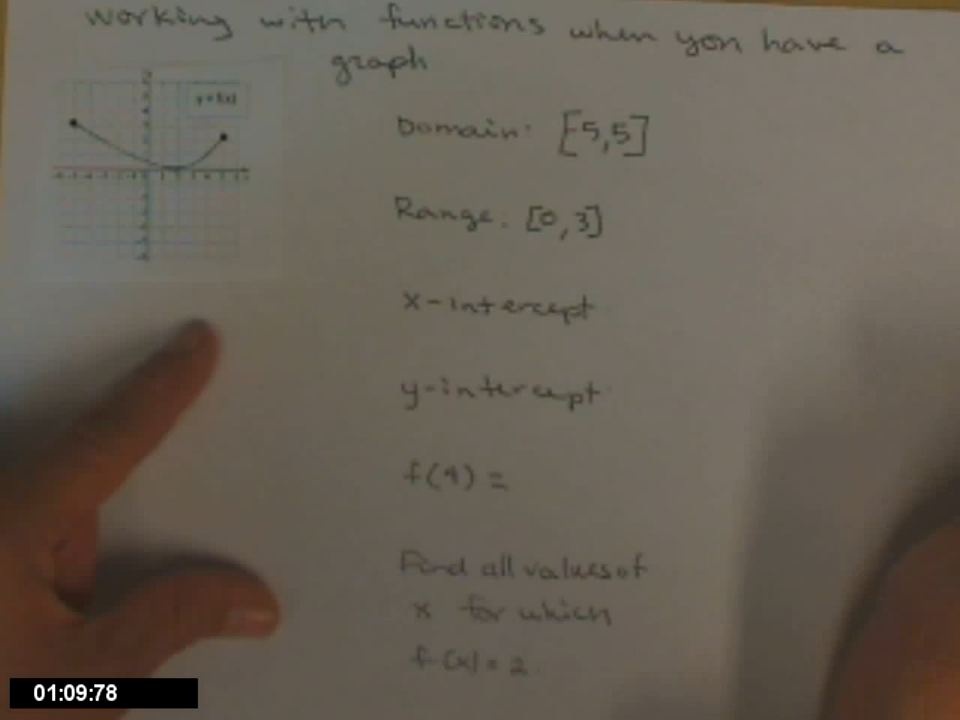 working with functions when you have a
graph
y = f(x)
Domain: [-5,5]
Range: [0,3]
x-intercept
y-intercept
f(4) =
Find all values of
x for which
f(x) = 2
01:09:78